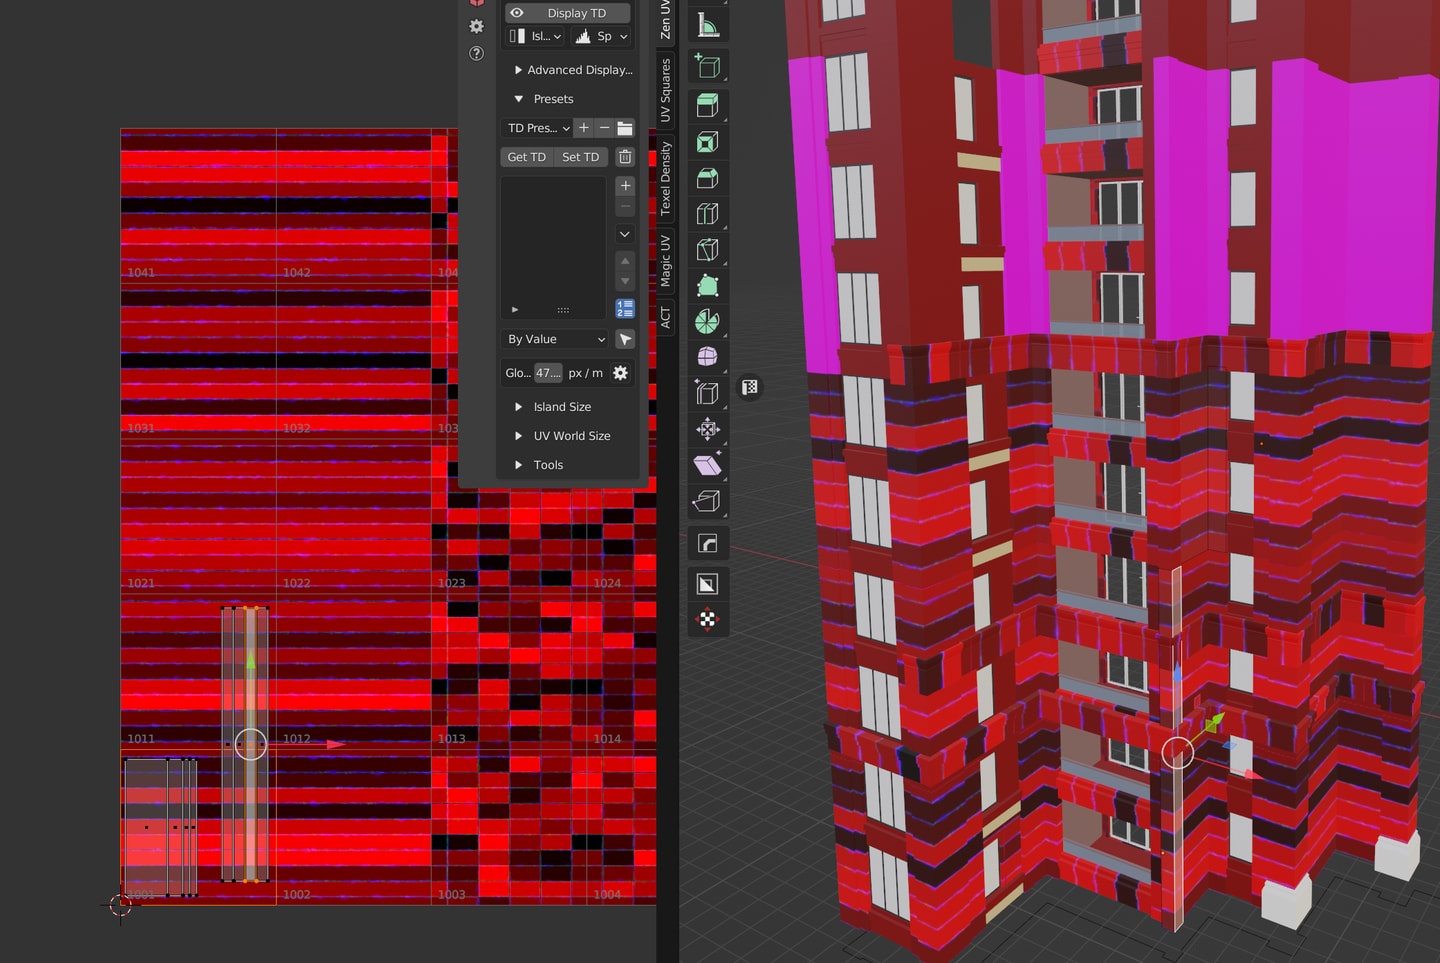 Display TD
Isl...
Sp
Advanced Display...
Presets
TD Pres...
Get TD
Set TD
By Value
Glo...
47....
px / m
Island Size
UV World Size
Tools
Zen UV
UV Squares
Texel Density
Magic UV
ACT
1041
1042
104
1031
1032
103
1021
1022
1023
1024
1011
1012
1013
1014
1001
1002
1003
1004